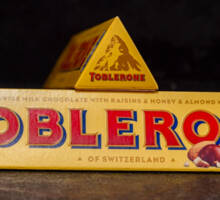 TOBLERONE
MILK CHOCOLATE WITH RAISINS & HONEY & ALMOND
OBLERO
OF SWITZERLAND